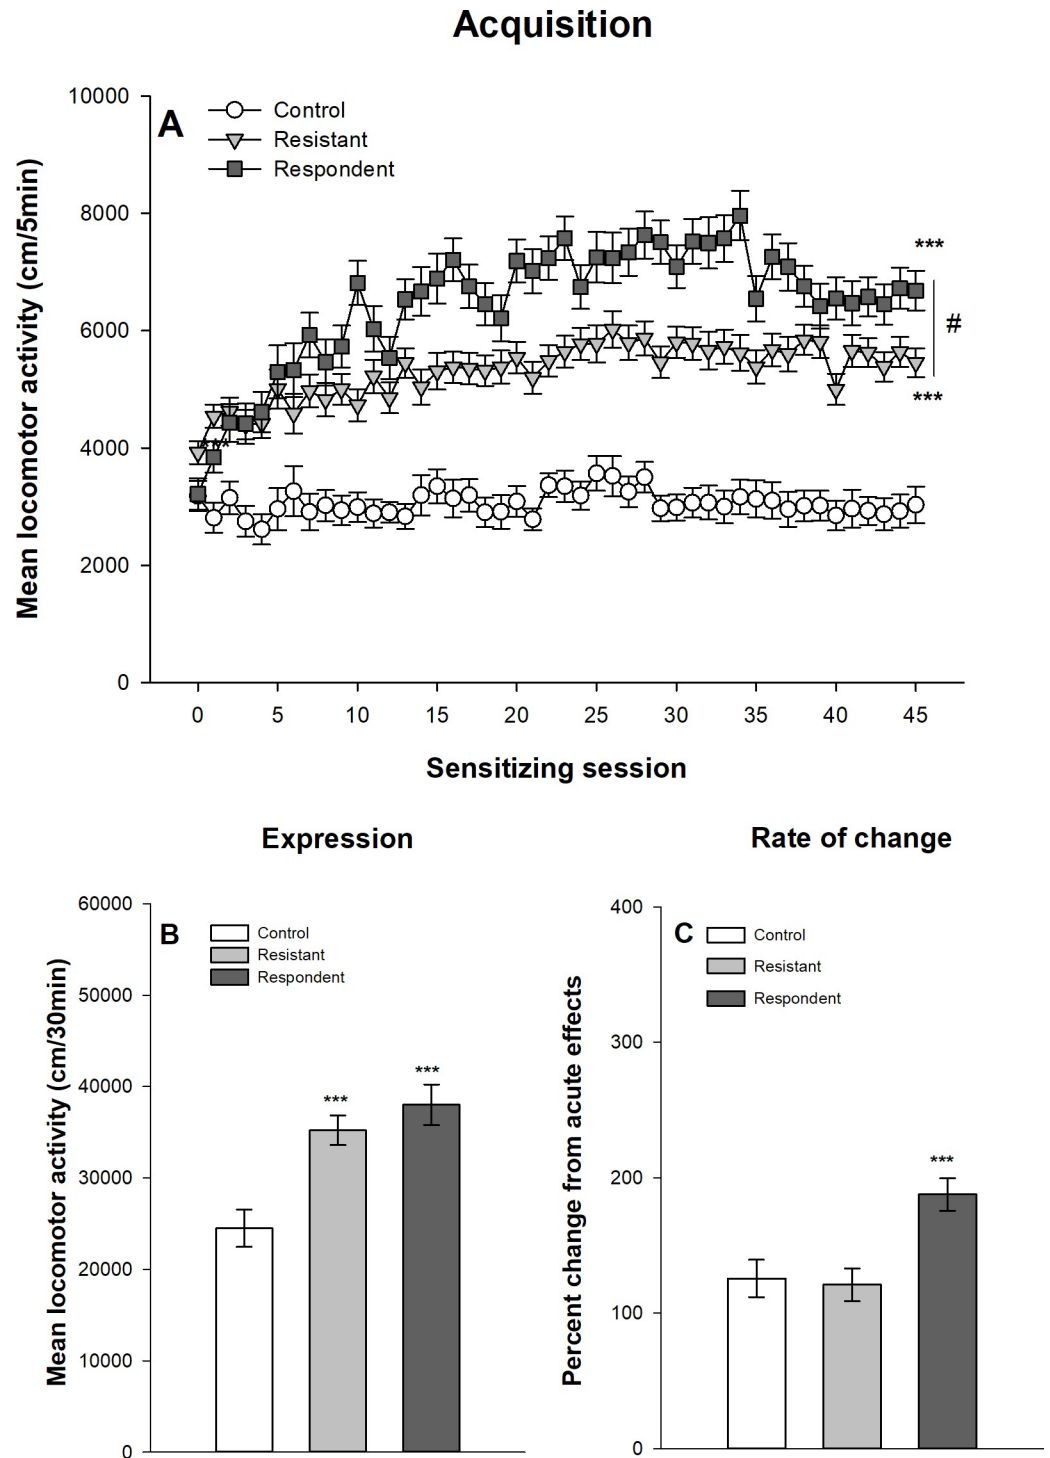 Acquisition
A
Control
Resistant
Respondent
Mean locomotor activity (cm/5min)
10000
8000
6000
4000
2000
0
***
***
#
***
0 5 10 15 20 25 30 35 40 45
Sensitizing session
Expression
B
Control
Resistant
Respondent
Mean locomotor activity (cm/30min)
60000
50000
40000
30000
20000
10000
0
***
***
Rate of change
C
Control
Resistant
Respondent
Percent change from acute effects
400
300
200
100
0
***